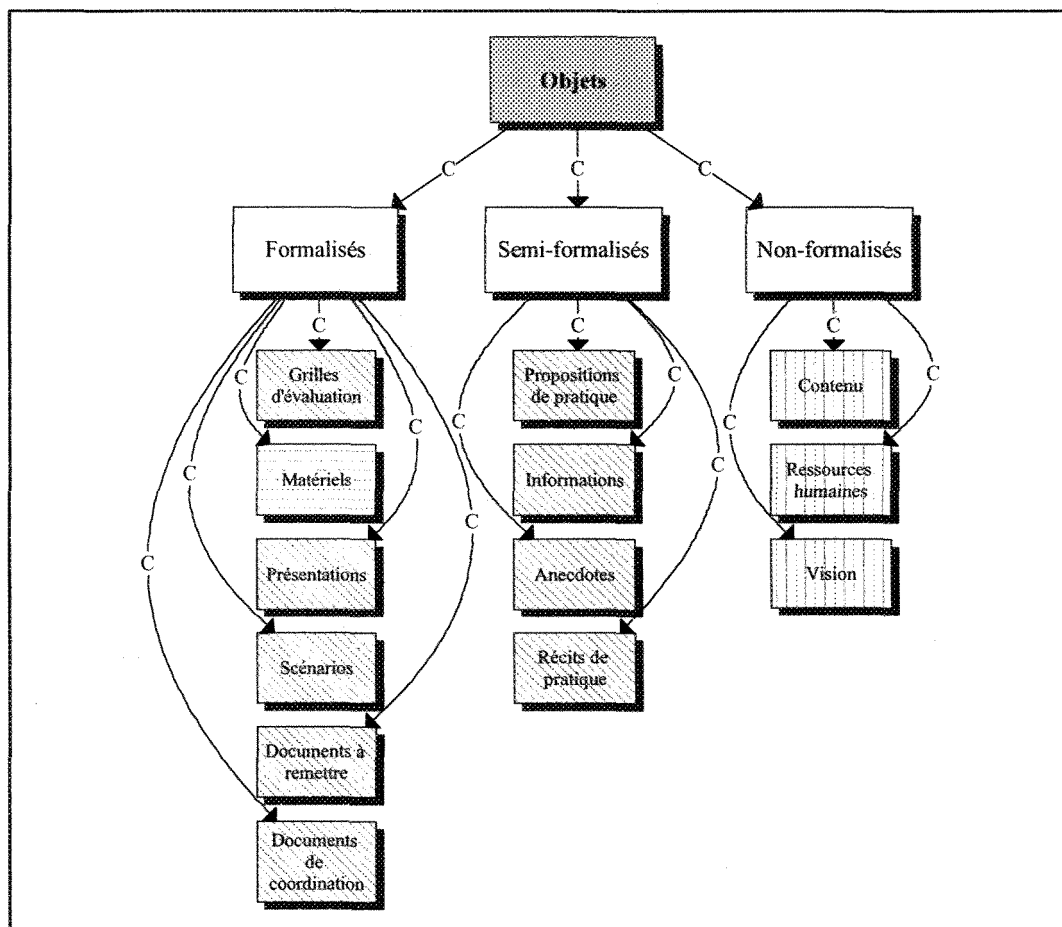 Objets
C
C
C
Formalisés
Semi-formalisés
Non-formalisés
C
C
C
Grilles
d'évaluation
Propositions
de pratique
Contenu
C
C
C
C
C
C
C
Matériels
Informations
Ressources
humaines
C
C
C
C
Présentations
Anecdotes
Vision
Scénarios
Récits de
pratique
Documents à
remettre
Documents
de
coordination